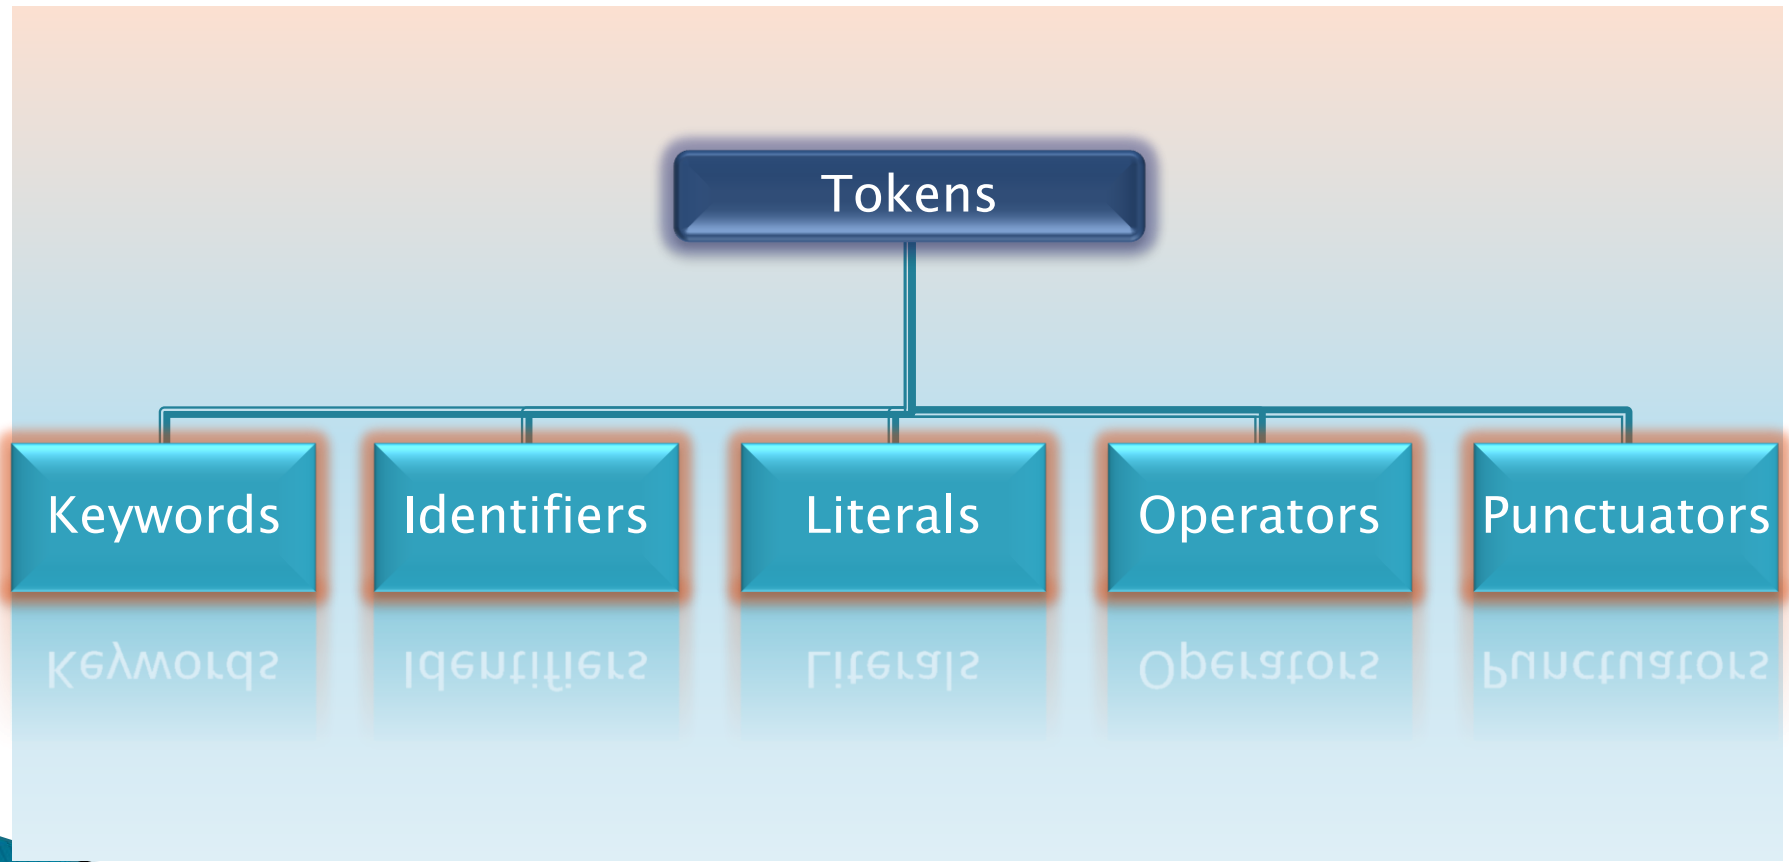 Tokens
Keywords
Identifiers
Literals
Operators
Punctuators